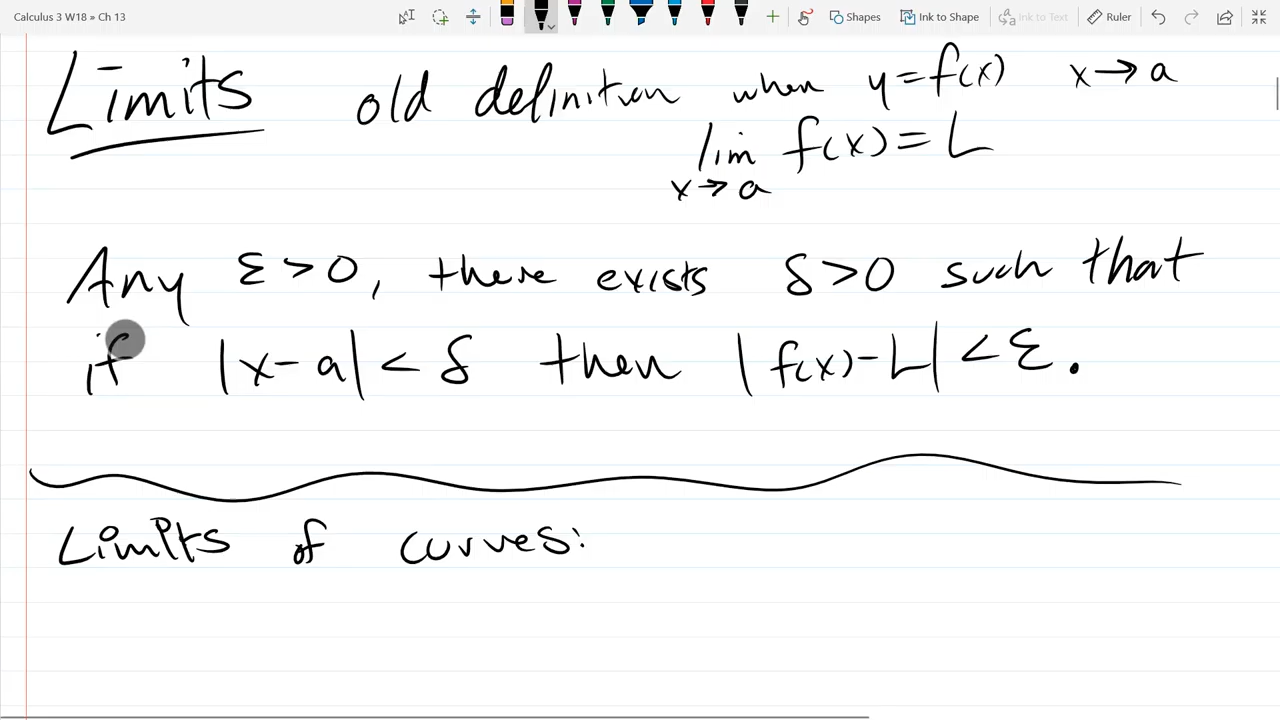 Calculus 3 W18 » Ch 13
Shapes
Ink to Shape
Ink to Text
Ruler
Limits old definition when y=f(x) x→a
lim f(x)=L
x→a
Any ε>0, there exists δ>0 such that
if |x-a|<δ then |f(x)-L|<ε.
Limits of curves: